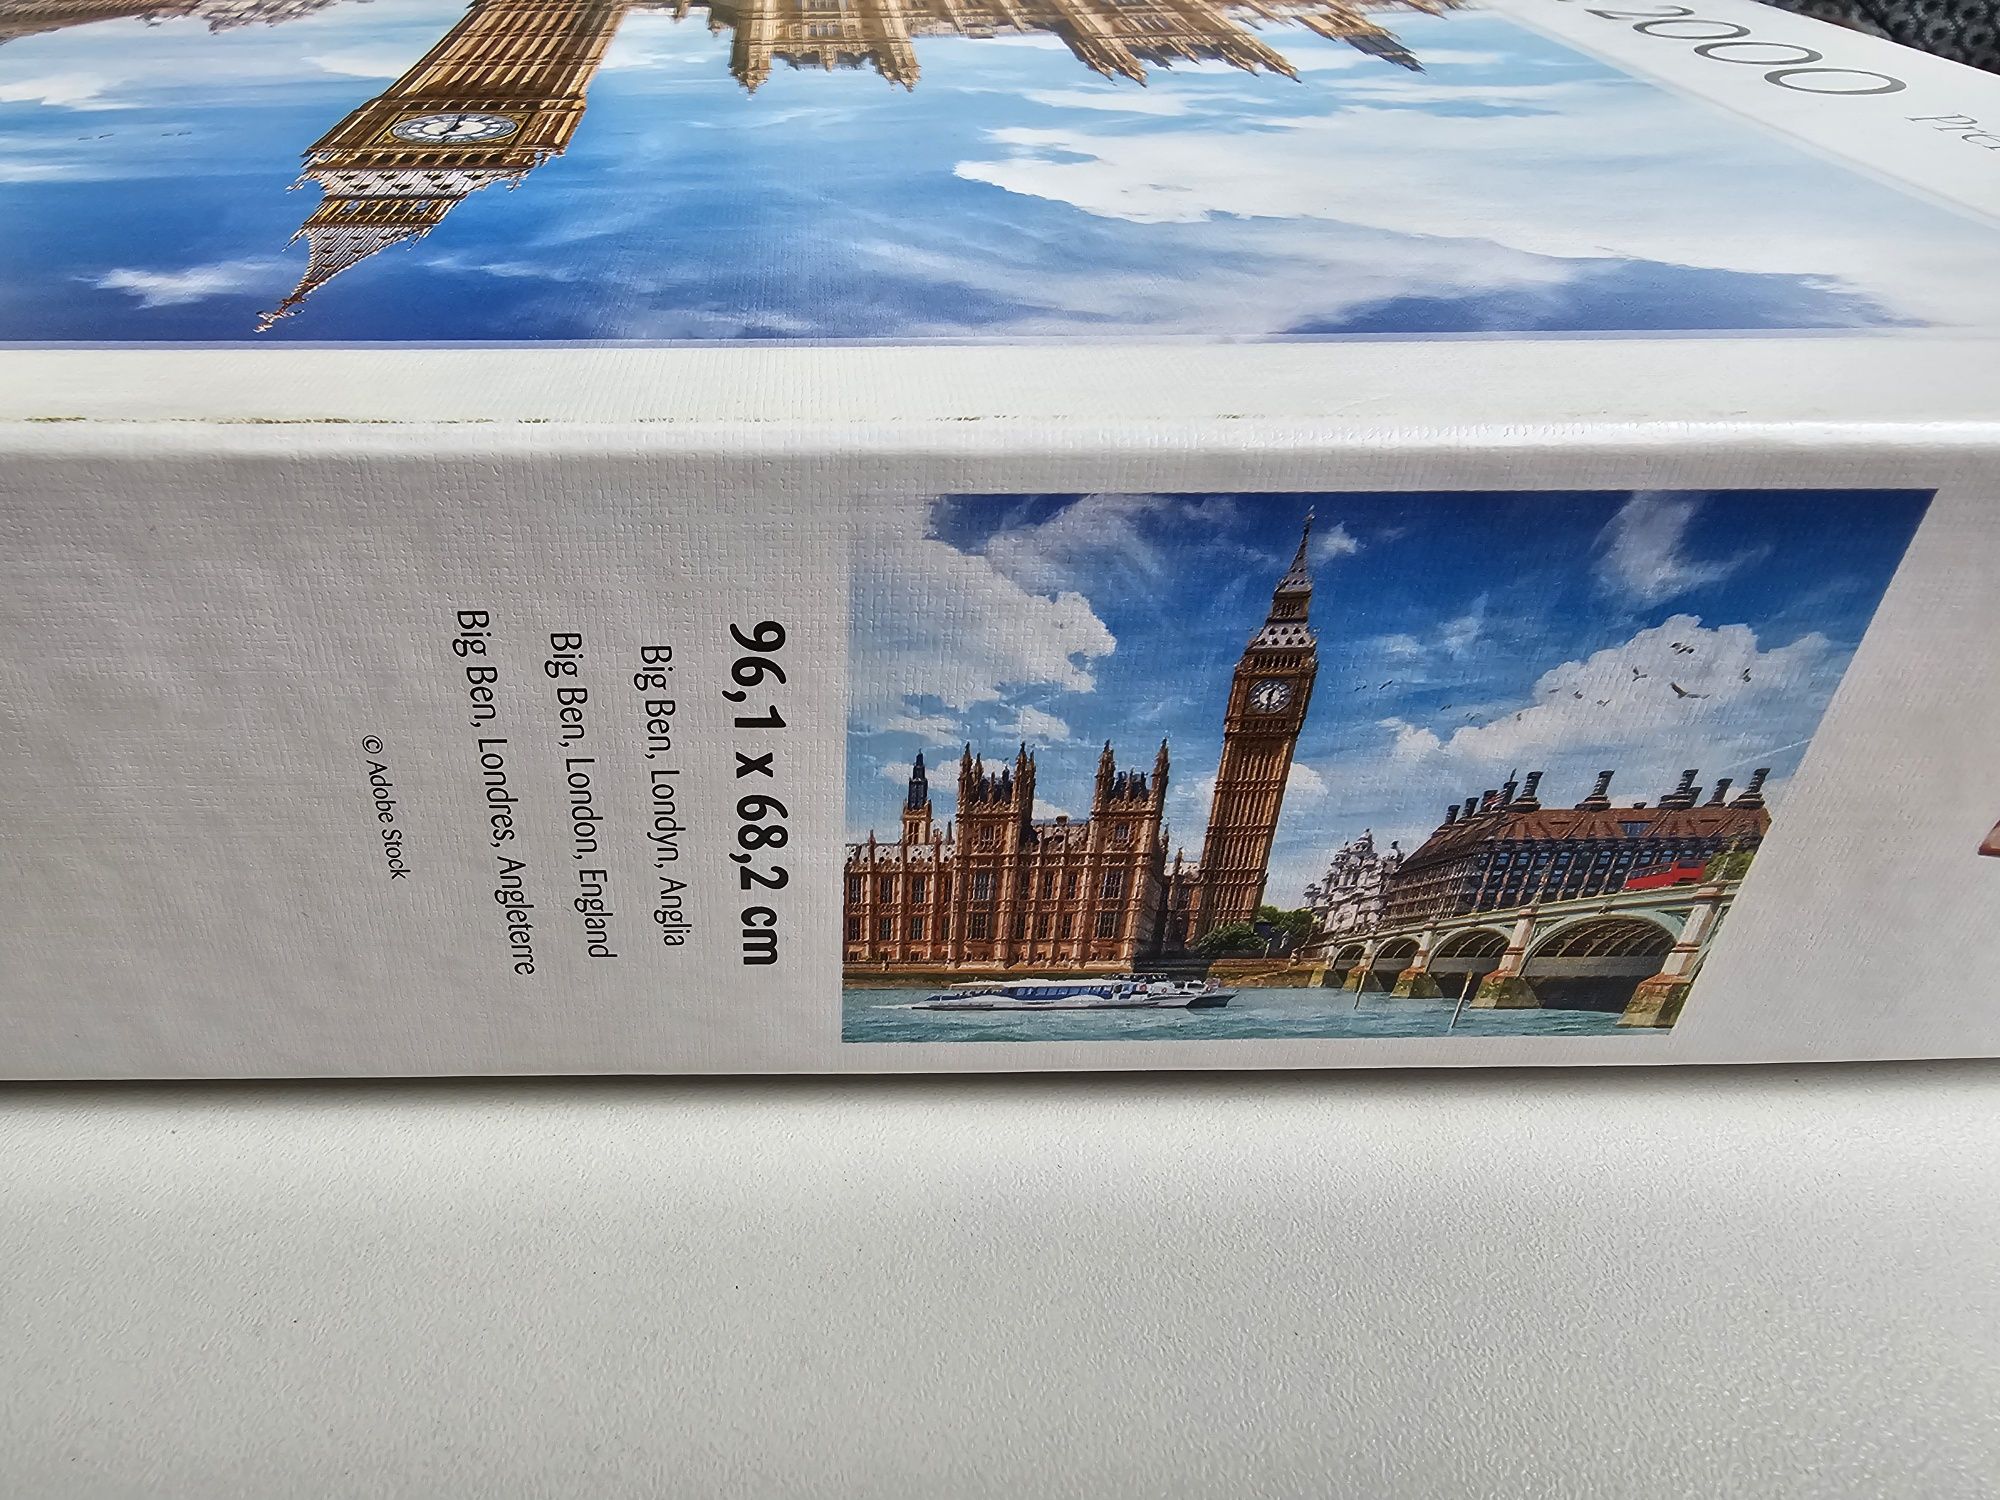 2000
96,1 x 68,2 cm
Big Ben, Londyn, Anglia
Big Ben, London, England
Big Ben, Londres, Angleterre
© Adobe Stock